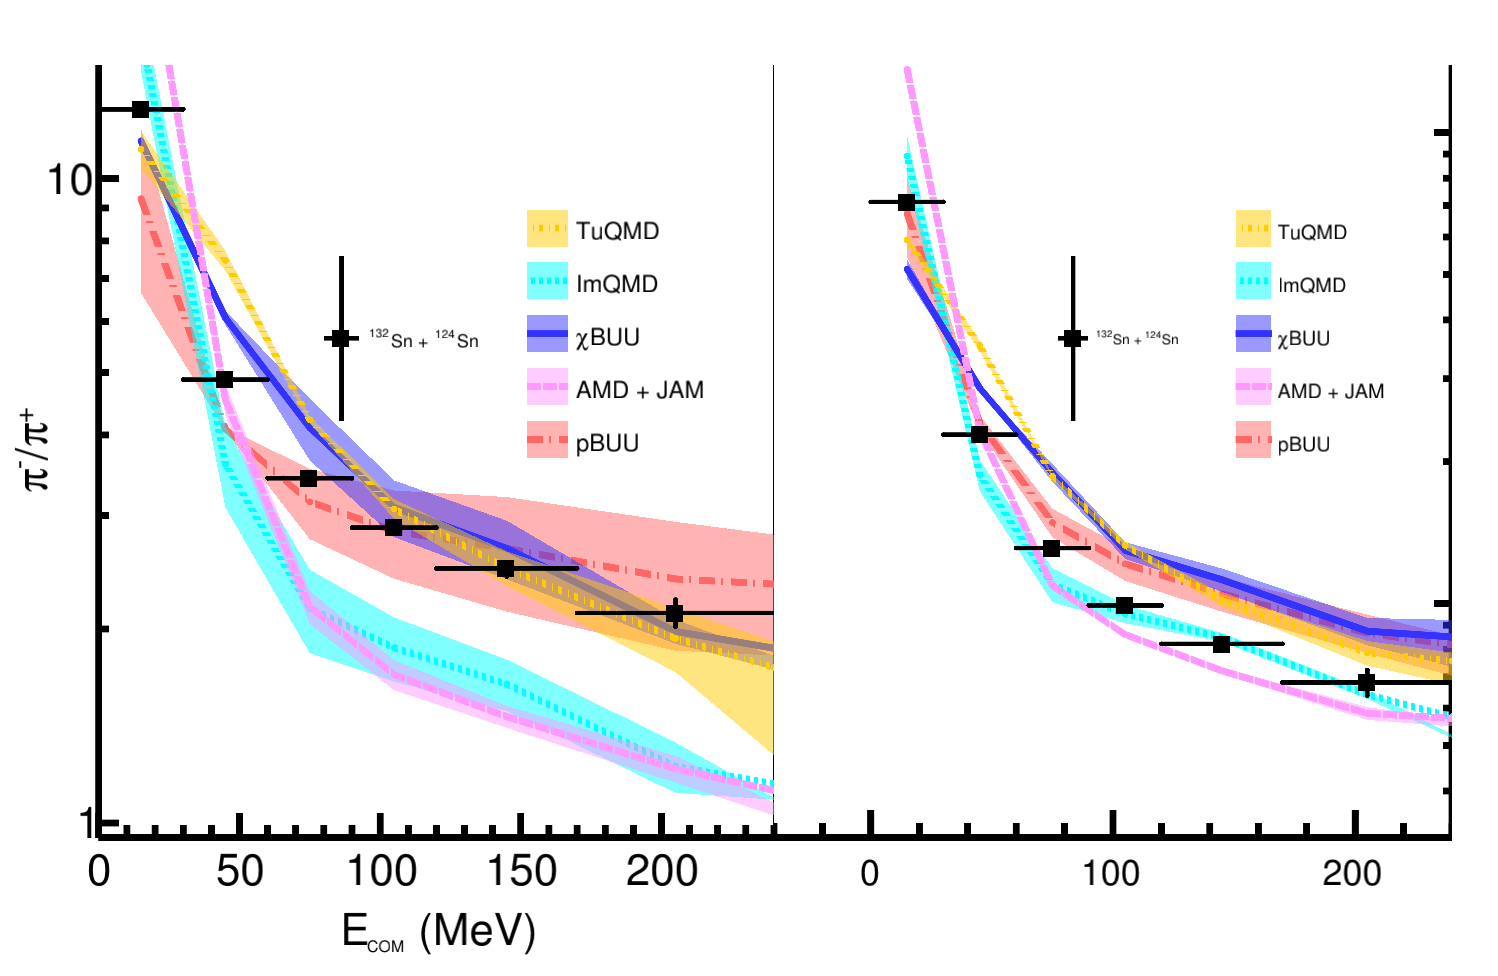 10
1
π⁻/π⁺
TuQMD
ImQMD
χBUU
AMD + JAM
pBUU
¹³²Sn + ¹²⁴Sn
0 50 100 150 200
E_COM (MeV)
TuQMD
ImQMD
χBUU
AMD + JAM
pBUU
¹³²Sn + ¹²⁴Sn
0 100 200